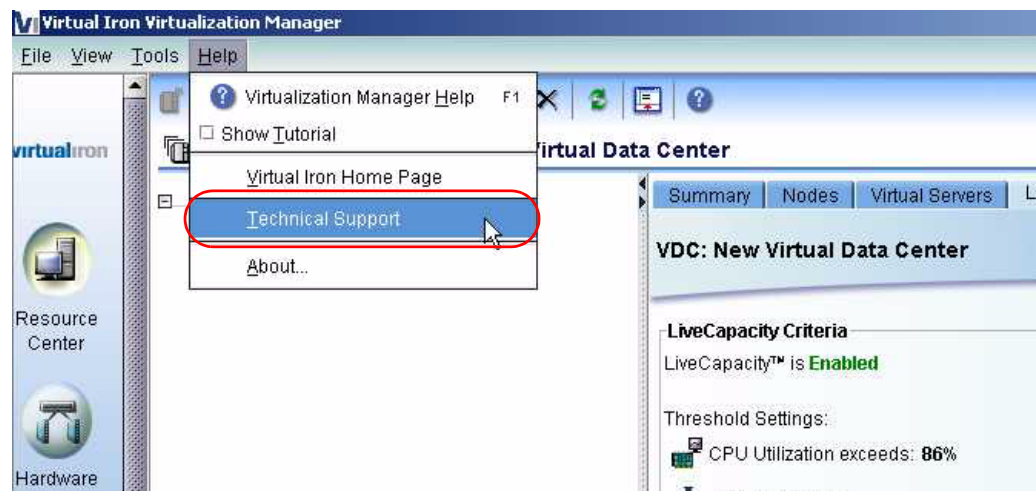 Virtual Iron Virtualization Manager
File View Tools Help
Virtualization Manager Help F1
Show Tutorial
virtualiron
Virtual Data Center
Virtual Iron Home Page
Technical Support
About...
Summary Nodes Virtual Servers L
VDC: New Virtual Data Center
Resource
Center
LiveCapacity Criteria
LiveCapacity™ is Enabled
Threshold Settings:
CPU Utilization exceeds: 86%
Hardware